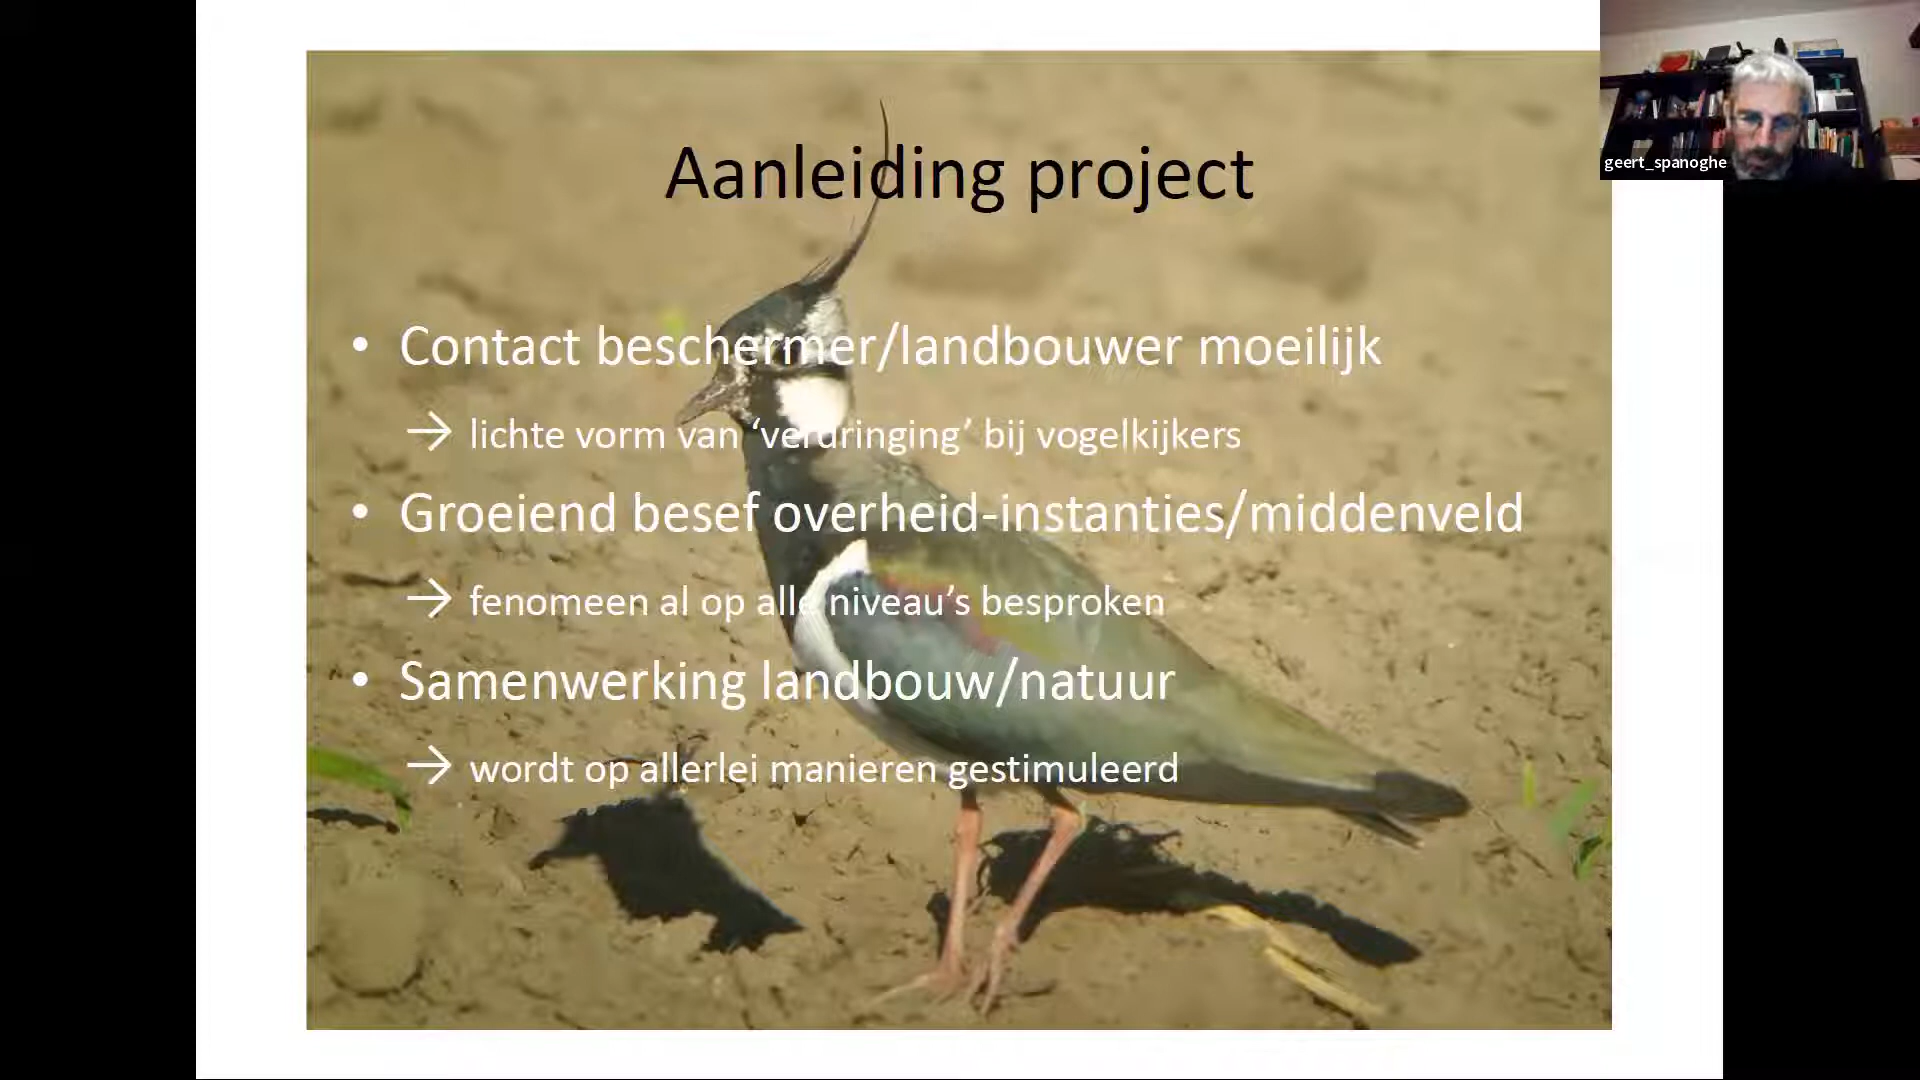 Aanleiding project
geert_spanoghe
• Contact beschermer/landbouwer moeilijk
→ lichte vorm van ‘verdringing’ bij vogelkijkers
• Groeiend besef overheid-instanties/middenveld
→ fenomeen al op alle niveau’s besproken
• Samenwerking landbouw/natuur
→ wordt op allerlei manieren gestimuleerd